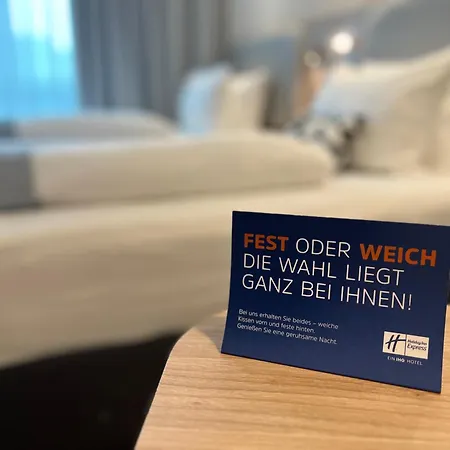 FEST ODER WEICH
DIE WAHL LIEGT
GANZ BEI IHNEN!
Bei uns erhalten Sie beides – weiche
Kissen vorn und feste hinten.
Genießen Sie eine geruhsame Nacht.
H
Holiday Inn
Express
EIN IHG HOTEL